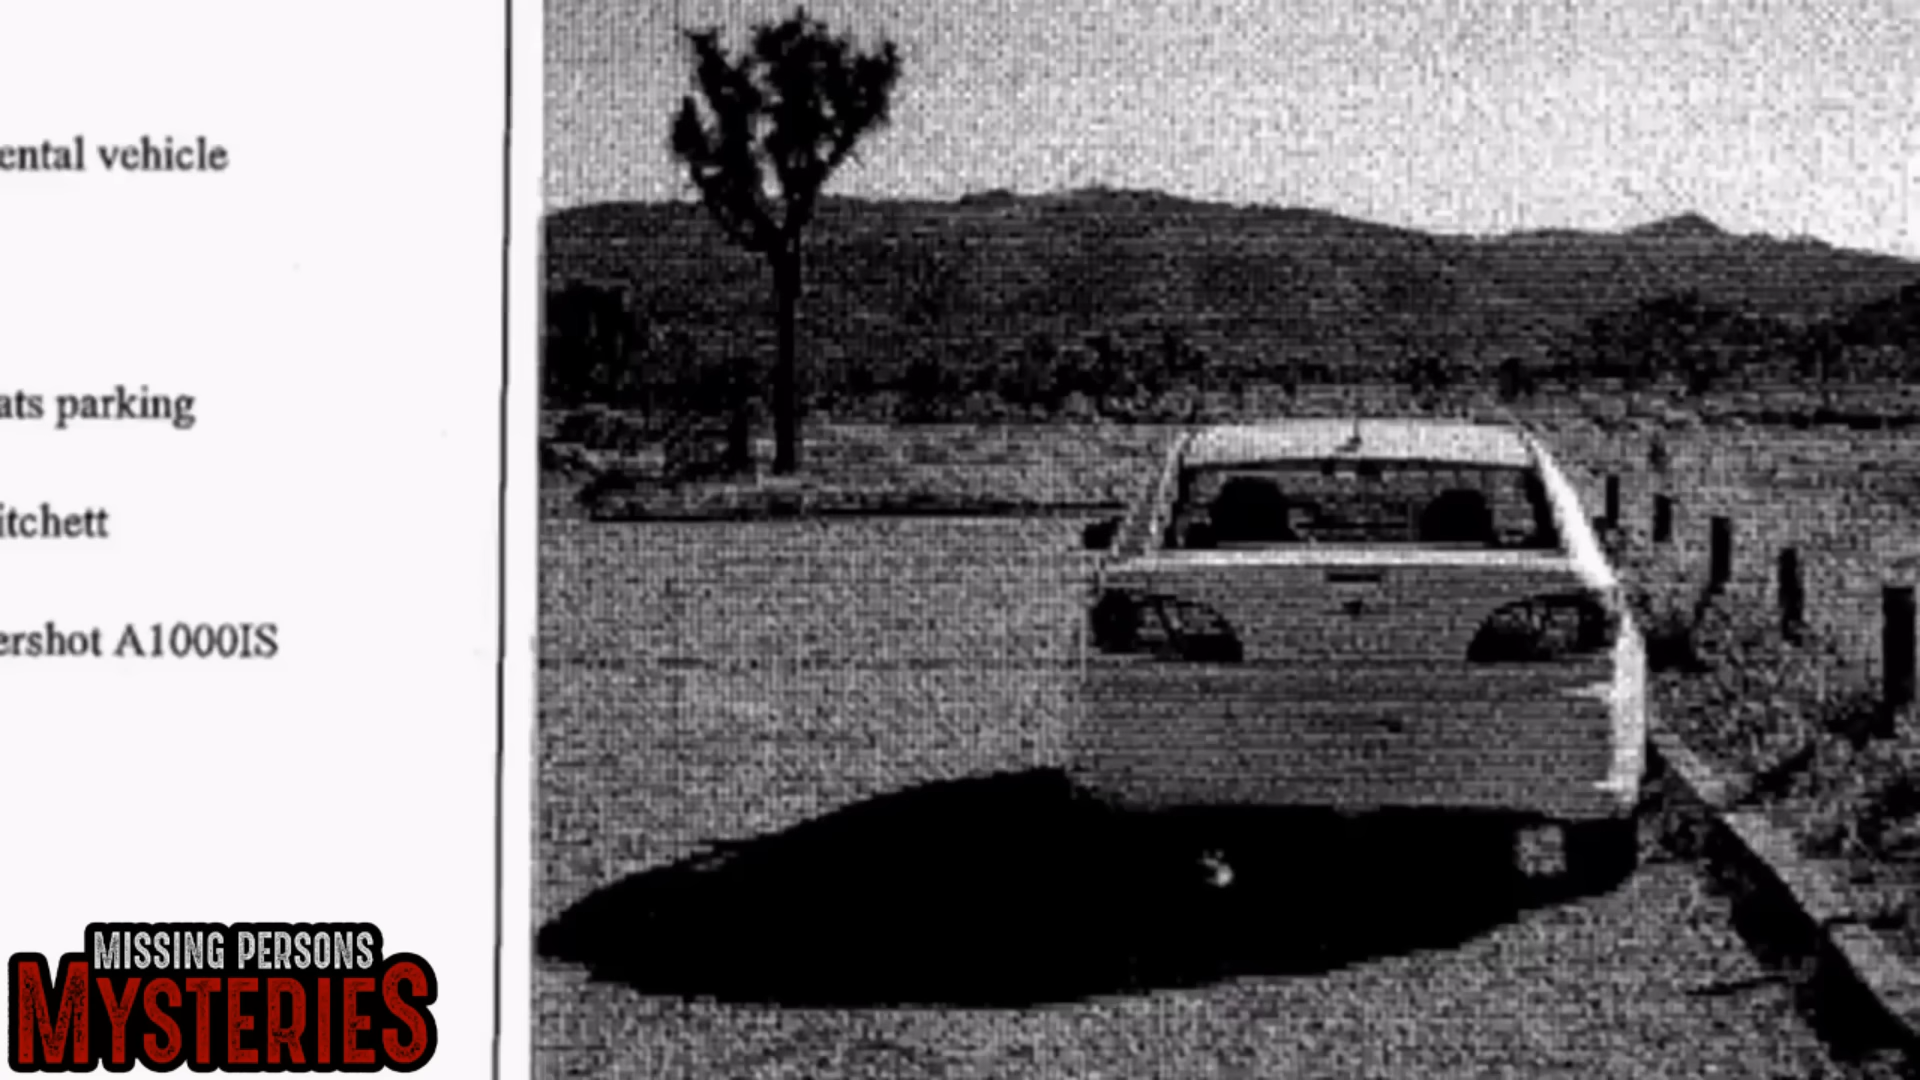 ental vehicle
ats parking
itchett
ershot A1000IS
MISSING PERSONS
MYSTERIES